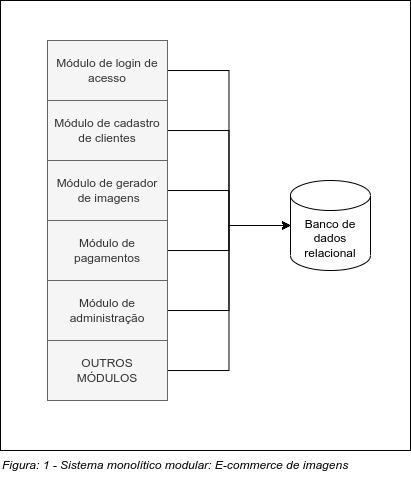 Módulo de login de
acesso
Módulo de cadastro
de clientes
Módulo de gerador
de imagens
Módulo de
pagamentos
Módulo de
administração
OUTROS
MÓDULOS
Banco de
dados
relacional
Figura: 1 - Sistema monolítico modular: E-commerce de imagens